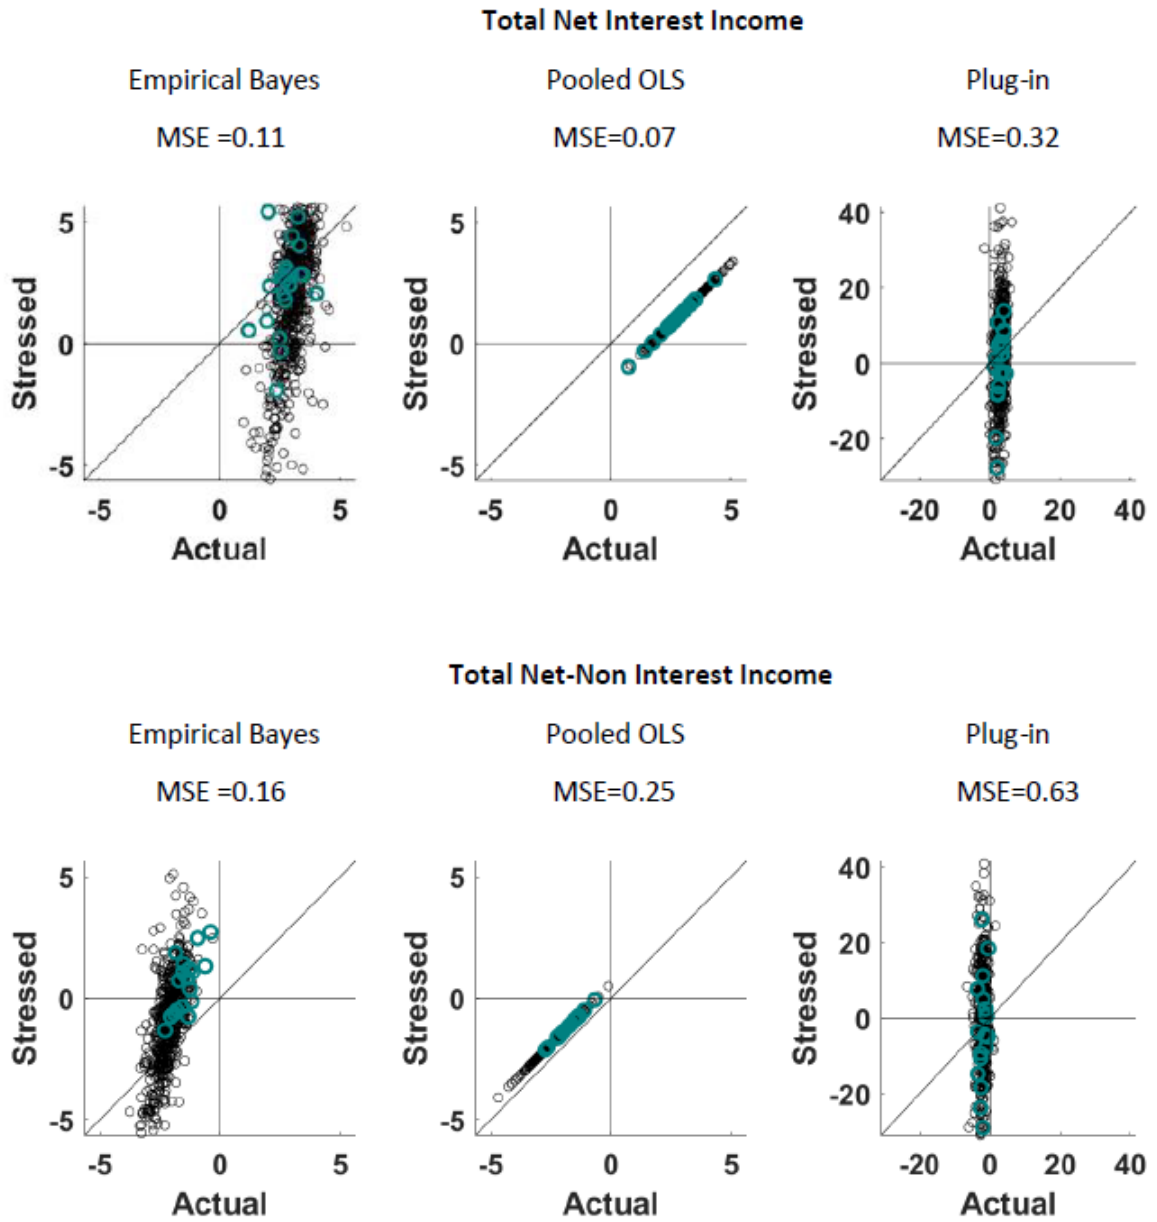 Total Net Interest Income
Empirical Bayes Pooled OLS Plug-in
MSE =0.11 MSE=0.07 MSE=0.32
5
0
-5
Stressed
-5 0 5
Actual
5
0
-5
Stressed
-5 0 5
Actual
40
20
0
-20
Stressed
-20 0 20 40
Actual
Total Net-Non Interest Income
Empirical Bayes Pooled OLS Plug-in
MSE =0.16 MSE=0.25 MSE=0.63
5
0
-5
Stressed
-5 0 5
Actual
5
0
-5
Stressed
-5 0 5
Actual
40
20
0
-20
Stressed
-20 0 20 40
Actual